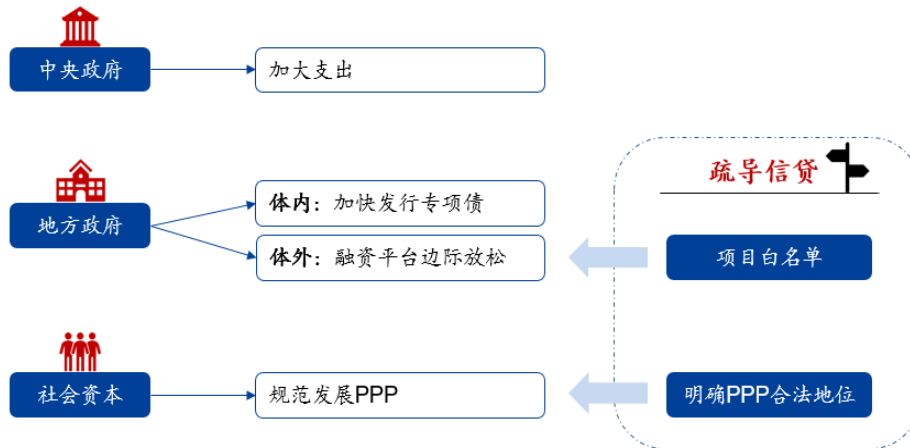 中央政府
加大支出
疏导信贷
地方政府
体内：加快发行专项债
体外：融资平台边际放松
项目白名单
社会资本
规范发展PPP
明确PPP合法地位